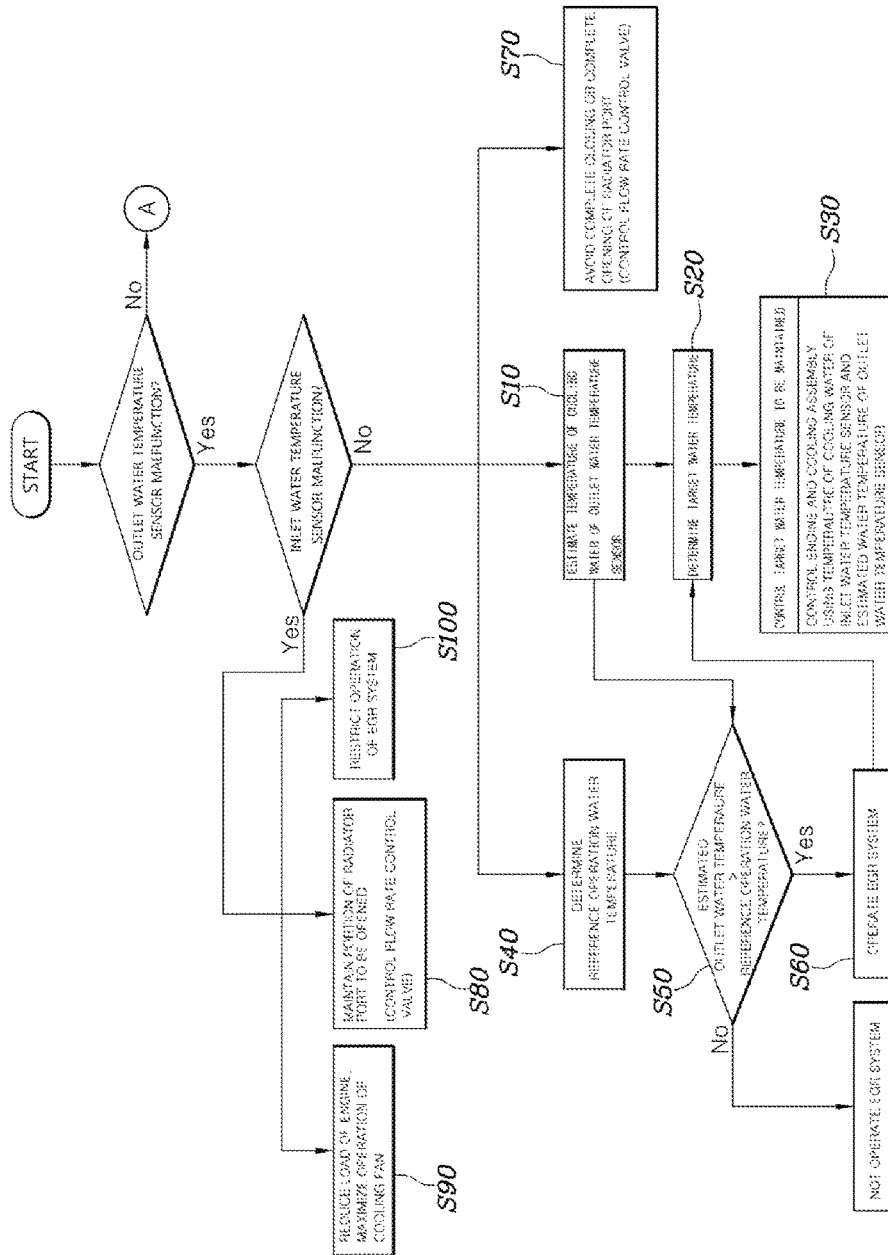 START
OUTLET WATER TEMPERATURE
SENSOR MALFUNCTION?
No
A
Yes
INLET WATER TEMPERATURE
SENSOR MALFUNCTION?
Yes
No
REDUCE LOAD OF ENGINE,
MAXIMIZE OPERATION OF
COOLING FAN
S90
MAINTAIN PORTION OF RADIATOR
PORT TO BE OPENED
(CONTROL FLOW RATE CONTROL
VALVE)
S80
RESTRICT OPERATION
OF EGR SYSTEM
S100
DETERMINE
REFERENCE OPERATION WATER
TEMPERATURE
S40
ESTIMATE TEMPERATURE OF COOLING
WATER OF OUTLET WATER TEMPERATURE
SENSOR
S10
AVOID COMPLETE CLOSING OR COMPLETE
OPENING OF RADIATOR PORT
(CONTROL FLOW RATE CONTROL VALVE)
S70
ESTIMATED
OUTLET WATER TEMPERATURE
>
REFERENCE OPERATION WATER
TEMPERATURE?
S50
No
Yes
DETERMINE TARGET WATER TEMPERATURE
S20
NOT OPERATE EGR SYSTEM
OPERATE EGR SYSTEM
S60
CONTROL TARGET WATER TEMPERATURE TO BE MAINTAINED
CONTROL ENGINE AND COOLING ASSEMBLY
USING TEMPERALTRE OF COOLING WATER OF
INLET WATER TEMPERATURE SENSOR AND
ESTIMATED WATER TEMPERATURE OF OUTLET
WATER TEMPERATURE SENSOR
S30